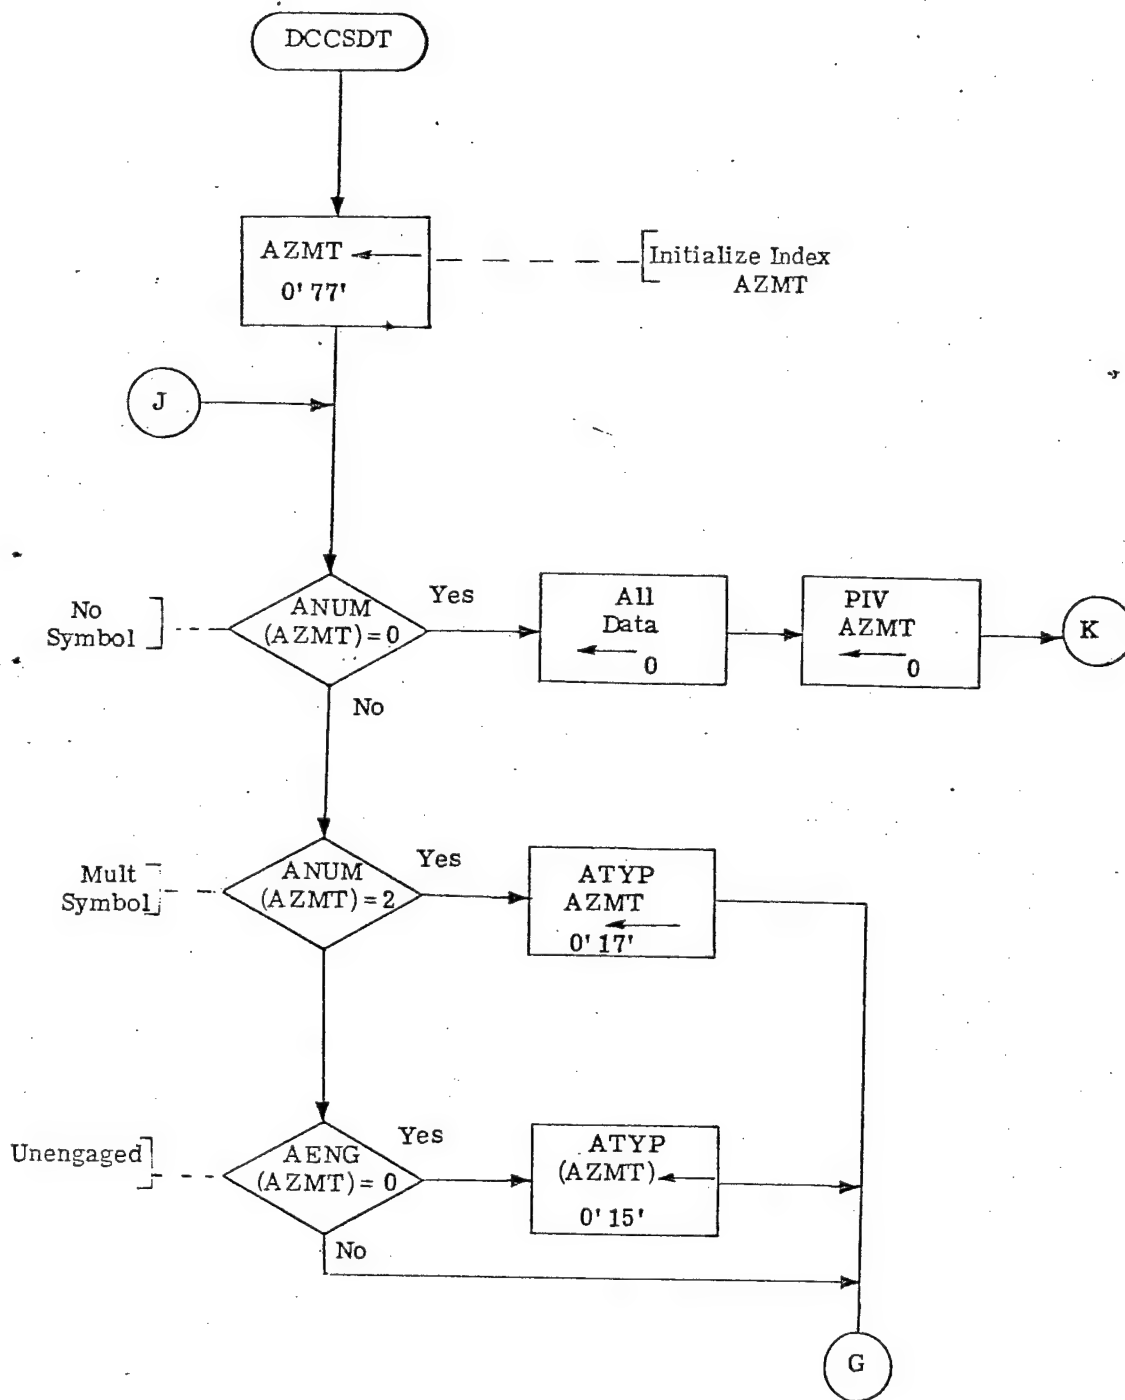 DCCSDT
AZMT
0' 77'
Initialize Index
AZMT
J
No
Symbol
ANUM
(AZMT) = 0
Yes
All
Data
0
PIV
AZMT
0
K
No
Mult
Symbol
ANUM
(AZMT) = 2
Yes
ATYP
AZMT
0' 17'
Unengaged
AENG
(AZMT) = 0
Yes
ATYP
(AZMT)
0' 15'
No
G